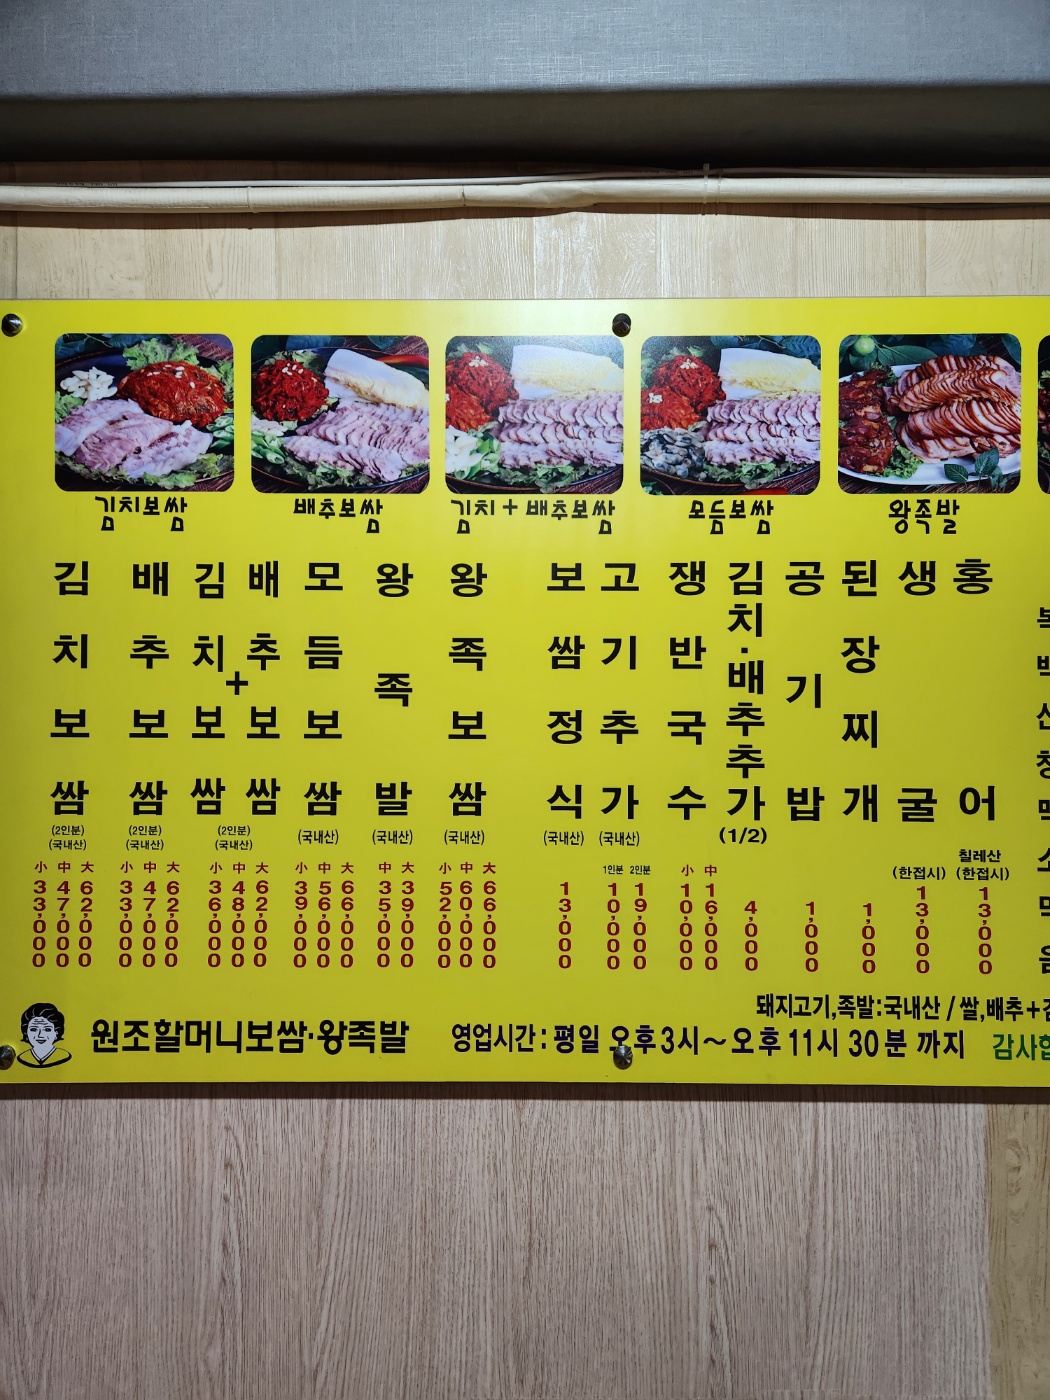 김치보쌈
배추보쌈
김치+배추보쌈
모듬보쌈
왕족발
김치보쌈
(2인분)
(국내산)
小 33,000
中 47,000
大 62,000
배추보쌈
(2인분)
(국내산)
小 33,000
中 47,000
大 62,000
김치보쌈+배추보쌈
(2인분)
(국내산)
小 36,000
中 48,000
大 62,000
모듬보쌈
(국내산)
小 39,000
中 56,000
大 66,000
왕족발
(국내산)
中 35,000
大 39,000
왕족보쌈
(국내산)
小 52,000
中 60,000
大 66,000
보쌈정식
(국내산)
13,000
고기추가
(국내산)
1인분 10,000
2인분 19,000
쟁반국수
小 10,000
中 16,000
김치·배추추가
(1/2)
4,000
공기밥
1,000
된장찌개
1,000
생굴
(한접시)
13,000
홍어
칠레산
(한접시)
13,000
돼지고기,족발:국내산 / 쌀,배추+
원조할머니보쌈·왕족발
영업시간 : 평일 오후3시~오후 11시 30분 까지